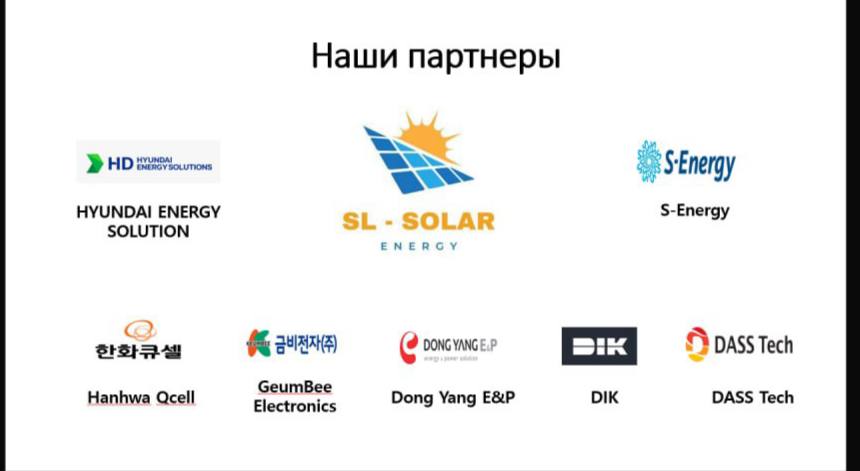 Наши партнеры
HD HYUNDAI
ENERGY SOLUTIONS
HYUNDAI ENERGY
SOLUTION
SL - SOLAR
ENERGY
S-Energy
S-Energy
한화큐셀
Hanhwa Qcell
KEUMBEE 금비전자(주)
GeumBee
Electronics
DONG YANG E&P
energy & power solution
Dong Yang E&P
DIK
DIK
DASS Tech
DASS Tech